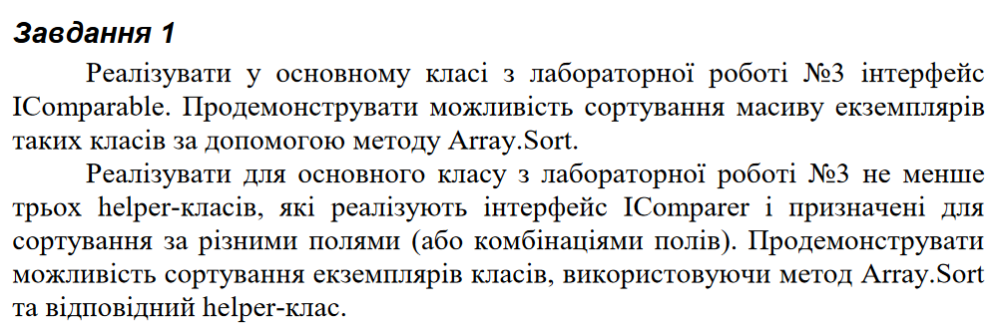 Завдання 1
Реалізувати у основному класі з лабораторної роботі №3 інтерфейс
IComparable. Продемонструвати можливість сортування масиву екземплярів
таких класів за допомогою методу Array.Sort.
Реалізувати для основного класу з лабораторної роботі №3 не менше
трьох helper-класів, які реалізують інтерфейс IComparer і призначені для
сортування за різними полями (або комбінаціями полів). Продемонструвати
можливість сортування екземплярів класів, використовуючи метод Array.Sort
та відповідний helper-клас.